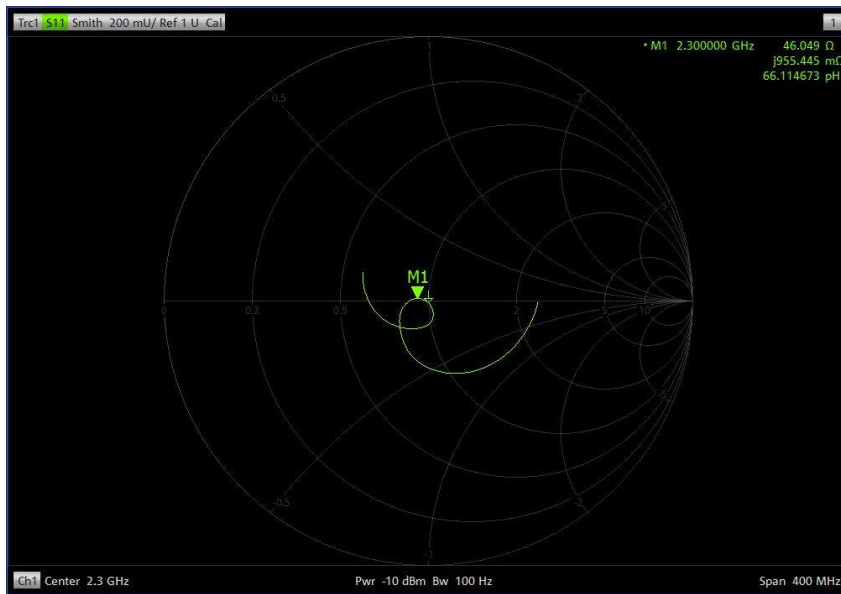 Trc1 S11 Smith 200 mU/ Ref 1 U Cal 1
• M1 2.300000 GHz 46.049 Ω
j955.445 mΩ
66.114673 pH
1
0.5 2
5
M1
0 0.2 0.5 2 5 10
-5
-0.5 -2
-1
Ch1 Center 2.3 GHz Pwr -10 dBm Bw 100 Hz Span 400 MHz